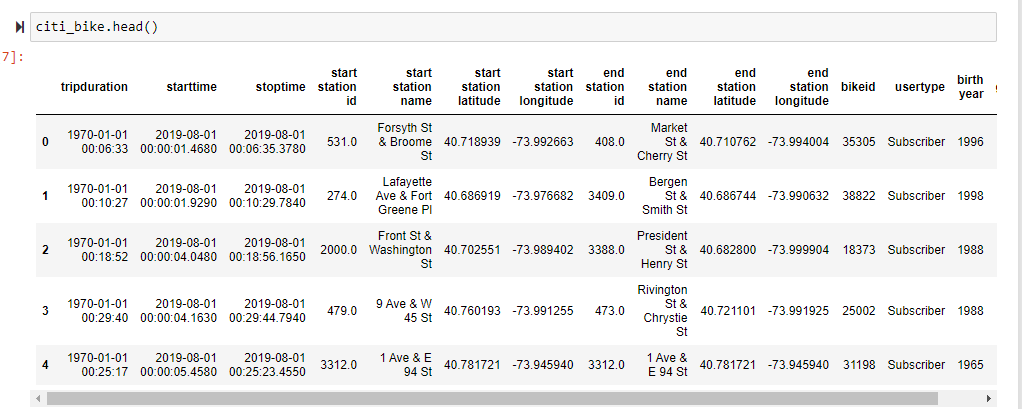 citi_bike.head()
7]:
tripduration starttime stoptime start station id start station name start station latitude start station longitude end station id end station name end station latitude end station longitude bikeid usertype birth year
0 1970-01-01 00:06:33 2019-08-01 00:00:01.4680 2019-08-01 00:06:35.3780 531.0 Forsyth St & Broome St 40.718939 -73.992663 408.0 Market St & Cherry St 40.710762 -73.994004 35305 Subscriber 1996
1 1970-01-01 00:10:27 2019-08-01 00:00:01.9290 2019-08-01 00:10:29.7840 274.0 Lafayette Ave & Fort Greene Pl 40.686919 -73.976682 3409.0 Bergen St & Smith St 40.686744 -73.990632 38822 Subscriber 1998
2 1970-01-01 00:18:52 2019-08-01 00:00:04.0480 2019-08-01 00:18:56.1650 2000.0 Front St & Washington St 40.702551 -73.989402 3388.0 President St & Henry St 40.682800 -73.999904 18373 Subscriber 1988
3 1970-01-01 00:29:40 2019-08-01 00:00:04.1630 2019-08-01 00:29:44.7940 479.0 9 Ave & W 45 St 40.760193 -73.991255 473.0 Rivington St & Chrystie St 40.721101 -73.991925 25002 Subscriber 1988
4 1970-01-01 00:25:17 2019-08-01 00:00:05.4580 2019-08-01 00:25:23.4550 3312.0 1 Ave & E 94 St 40.781721 -73.945940 3312.0 1 Ave & E 94 St 40.781721 -73.945940 31198 Subscriber 1965